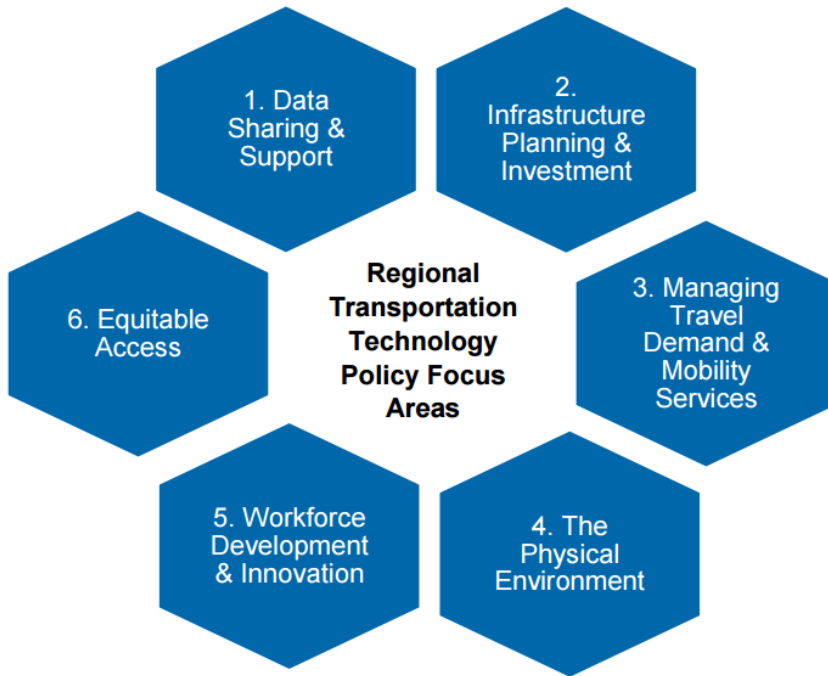 1. Data
Sharing &
Support
2.
Infrastructure
Planning &
Investment
Regional
Transportation
Technology
Policy Focus
Areas
3. Managing
Travel
Demand &
Mobility
Services
4. The
Physical
Environment
5. Workforce
Development
& Innovation
6. Equitable
Access